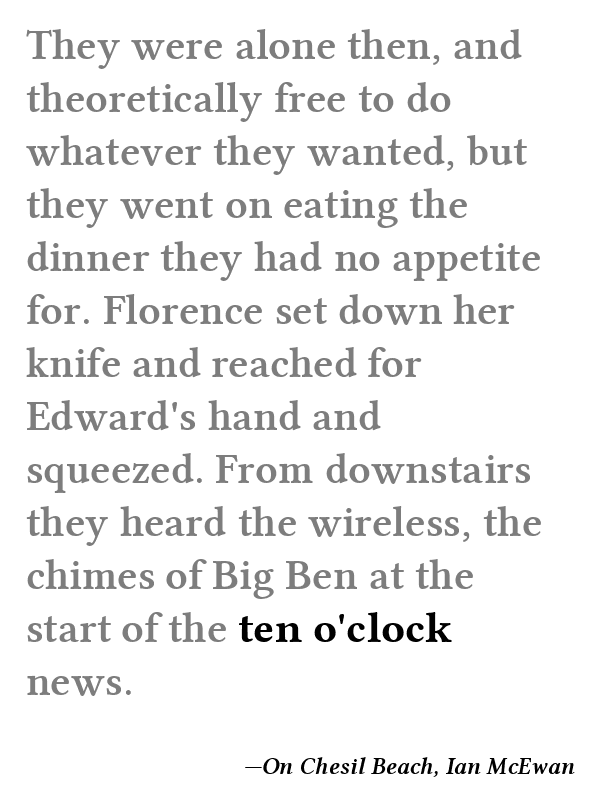 They were alone then, and
theoretically free to do
whatever they wanted, but
they went on eating the
dinner they had no appetite
for. Florence set down her
knife and reached for
Edward's hand and
squeezed. From downstairs
they heard the wireless, the
chimes of Big Ben at the
start of the ten o'clock
news.
—On Chesil Beach, Ian McEwan